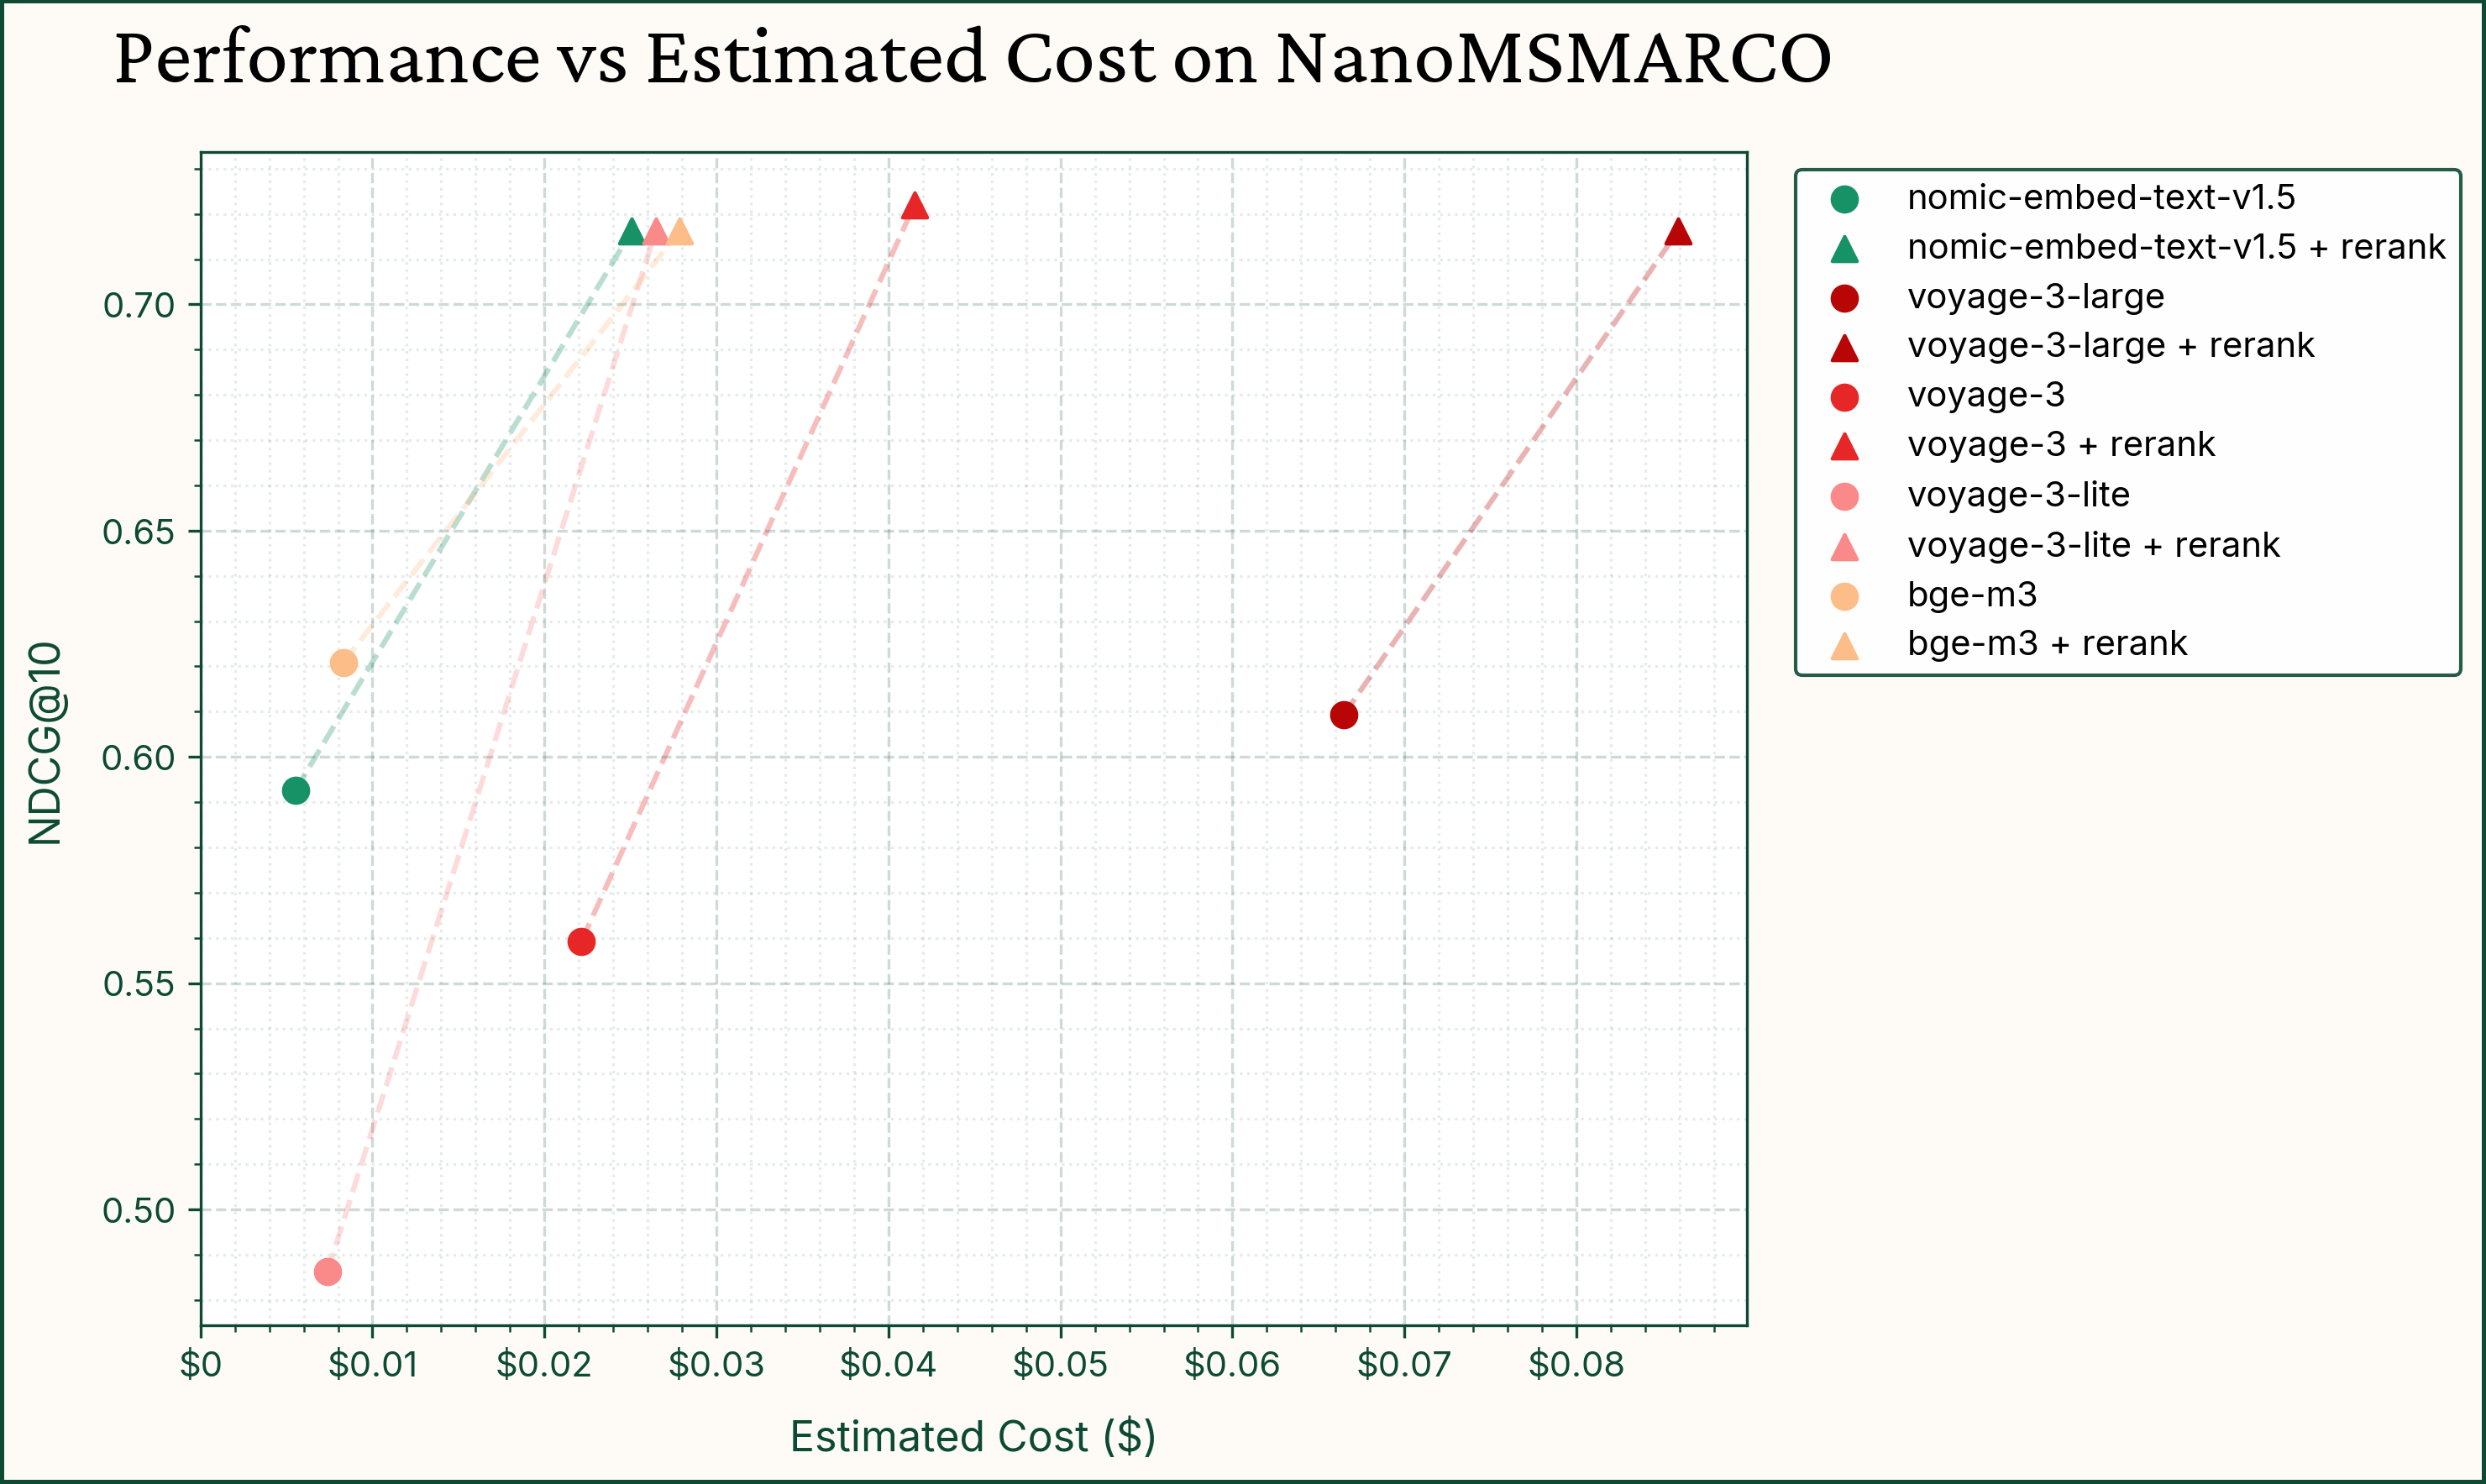 Performance vs Estimated Cost on NanoMSMARCO
nomic-embed-text-v1.5
nomic-embed-text-v1.5 + rerank
voyage-3-large
voyage-3-large + rerank
voyage-3
voyage-3 + rerank
voyage-3-lite
voyage-3-lite + rerank
bge-m3
bge-m3 + rerank
NDCG@10
0.70
0.65
0.60
0.55
0.50
$0 $0.01 $0.02 $0.03 $0.04 $0.05 $0.06 $0.07 $0.08
Estimated Cost ($)